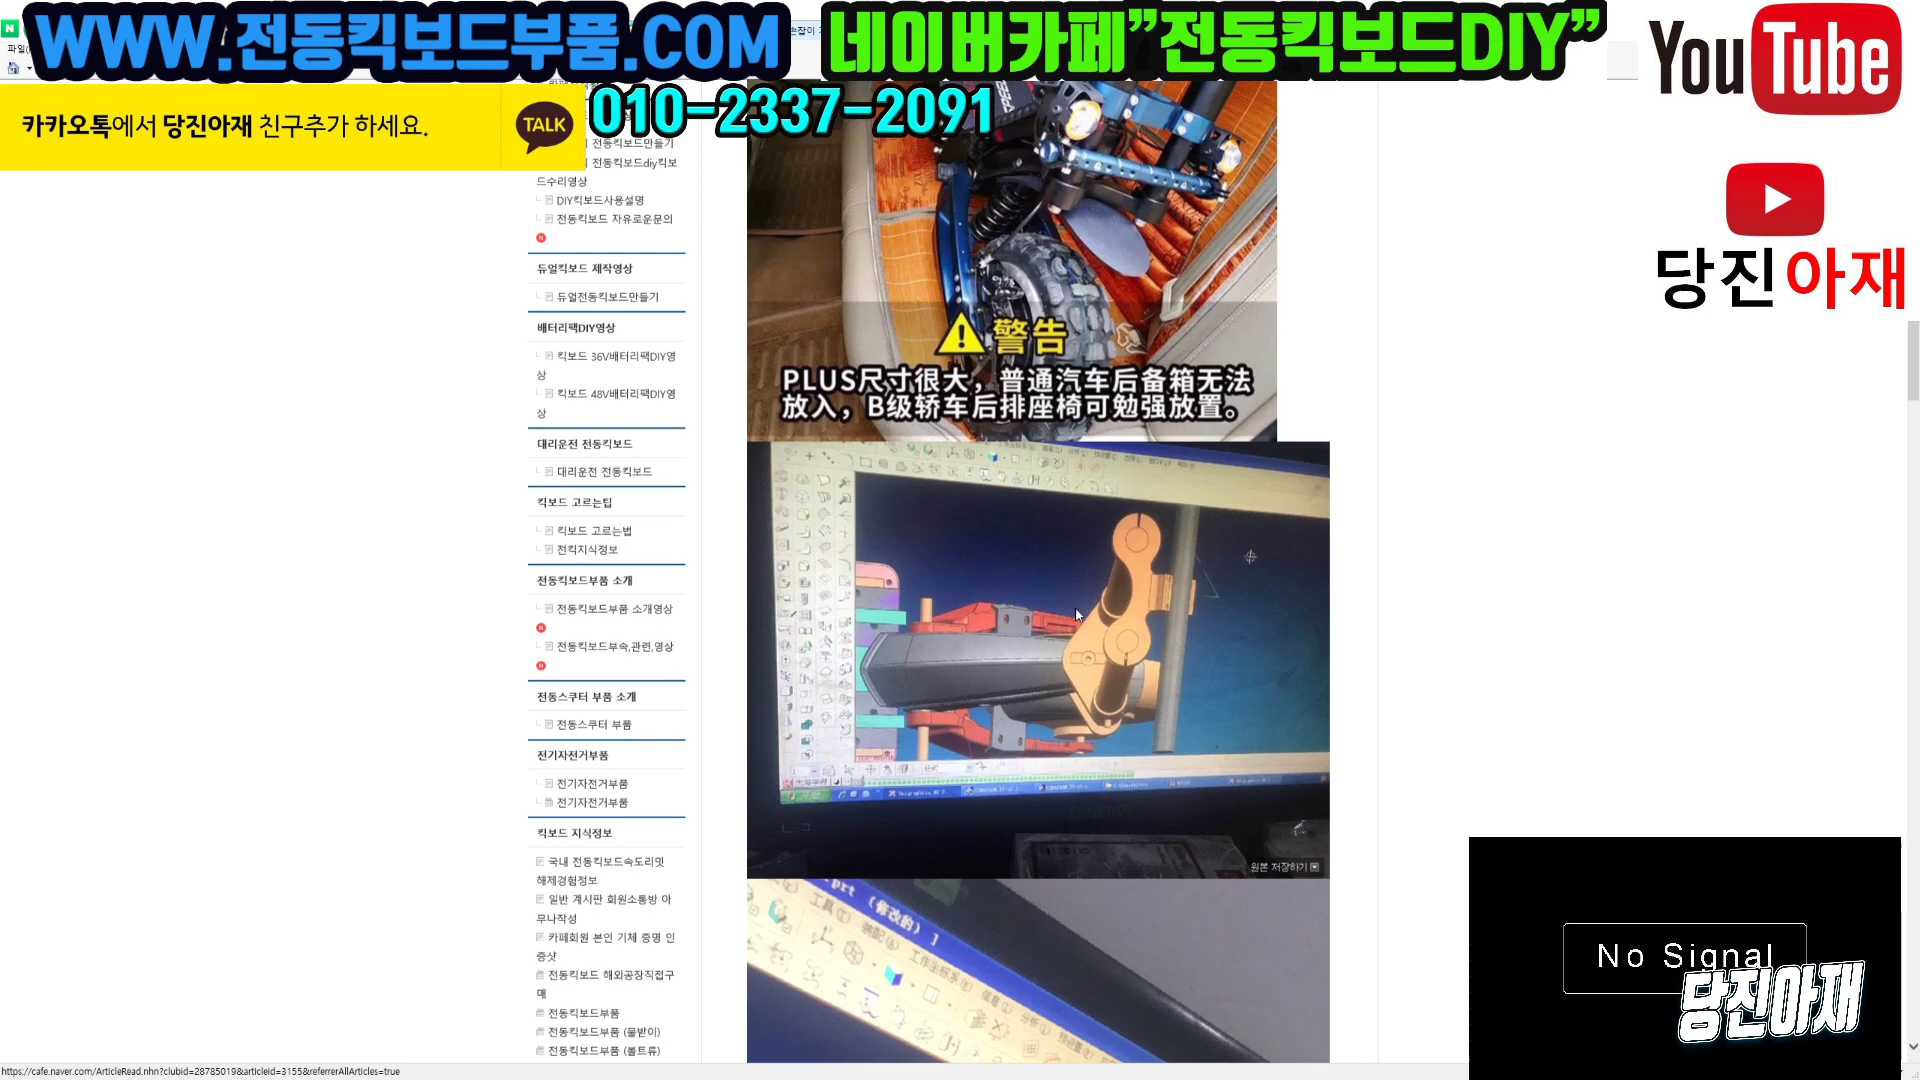 WWW.전동킥보드부품.COM
네이버카페"전동킥보드DIY"
YouTube
카카오톡에서 당진아재 친구추가 하세요.
TALK
010-2337-2091
당진아재
전동킥보드만들기
전동킥보드diy킥보
드수리영상
DIY킥보드사용설명
전동킥보드 자유로운문의
듀얼킥보드 제작영상
듀얼전동킥보드만들기
배터리팩DIY영상
킥보드 36V배터리팩DIY영
상
킥보드 48V배터리팩DIY영
상
대리운전 전동킥보드
대리운전 전동킥보드
킥보드 고르는팁
킥보드 고르는법
전킥지식정보
전동킥보드부품 소개
전동킥보드부품 소개영상
전동킥보드부속,관련,영상
전동스쿠터 부품 소개
전동스쿠터 부품
전기자전거부품
전기자전거부품
전기자전거부품
킥보드 지식정보
국내 전동킥보드속도리밋
해제경험정보
일반 계시판 회원소통방 아
무나작성
카페회원 본인 기체 증명 인
증샷
전동킥보드 해외공장직접구
매
전동킥보드부품
전동킥보드부품 (물받이)
전동킥보드부품 (볼트류)
警告
PLUS尺寸很大，普通汽车后备箱无法
放入，B级轿车后排座椅可勉强放置。
원본 저장하기
prt （修改的）]
工具(T)
No Signal
당진아재
https://cafe.naver.com/ArticleRead.nhn?clubid=28785019&articleid=3155&referrerAllArticles=true